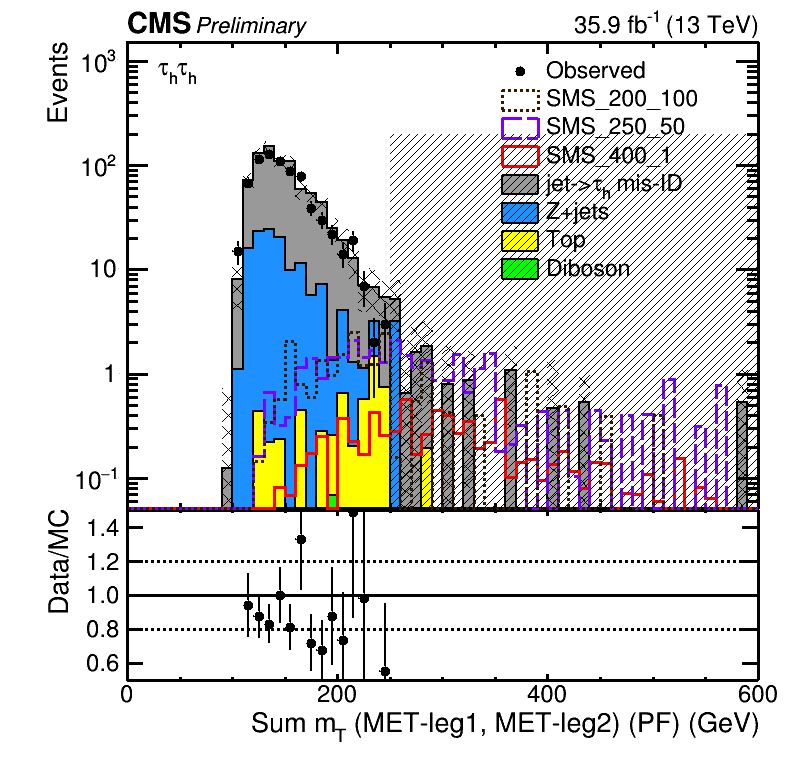 CMS Preliminary 35.9 fb⁻¹ (13 TeV)
Events
10³
10²
10
1
10⁻¹
τₕτₕ
Observed
SMS_200_100
SMS_250_50
SMS_400_1
jet->τₕ mis-ID
Z+jets
Top
Diboson
Data/MC
1.4
1.2
1.0
0.8
0.6
0 200 400 600
Sum m_T (MET-leg1, MET-leg2) (PF) (GeV)